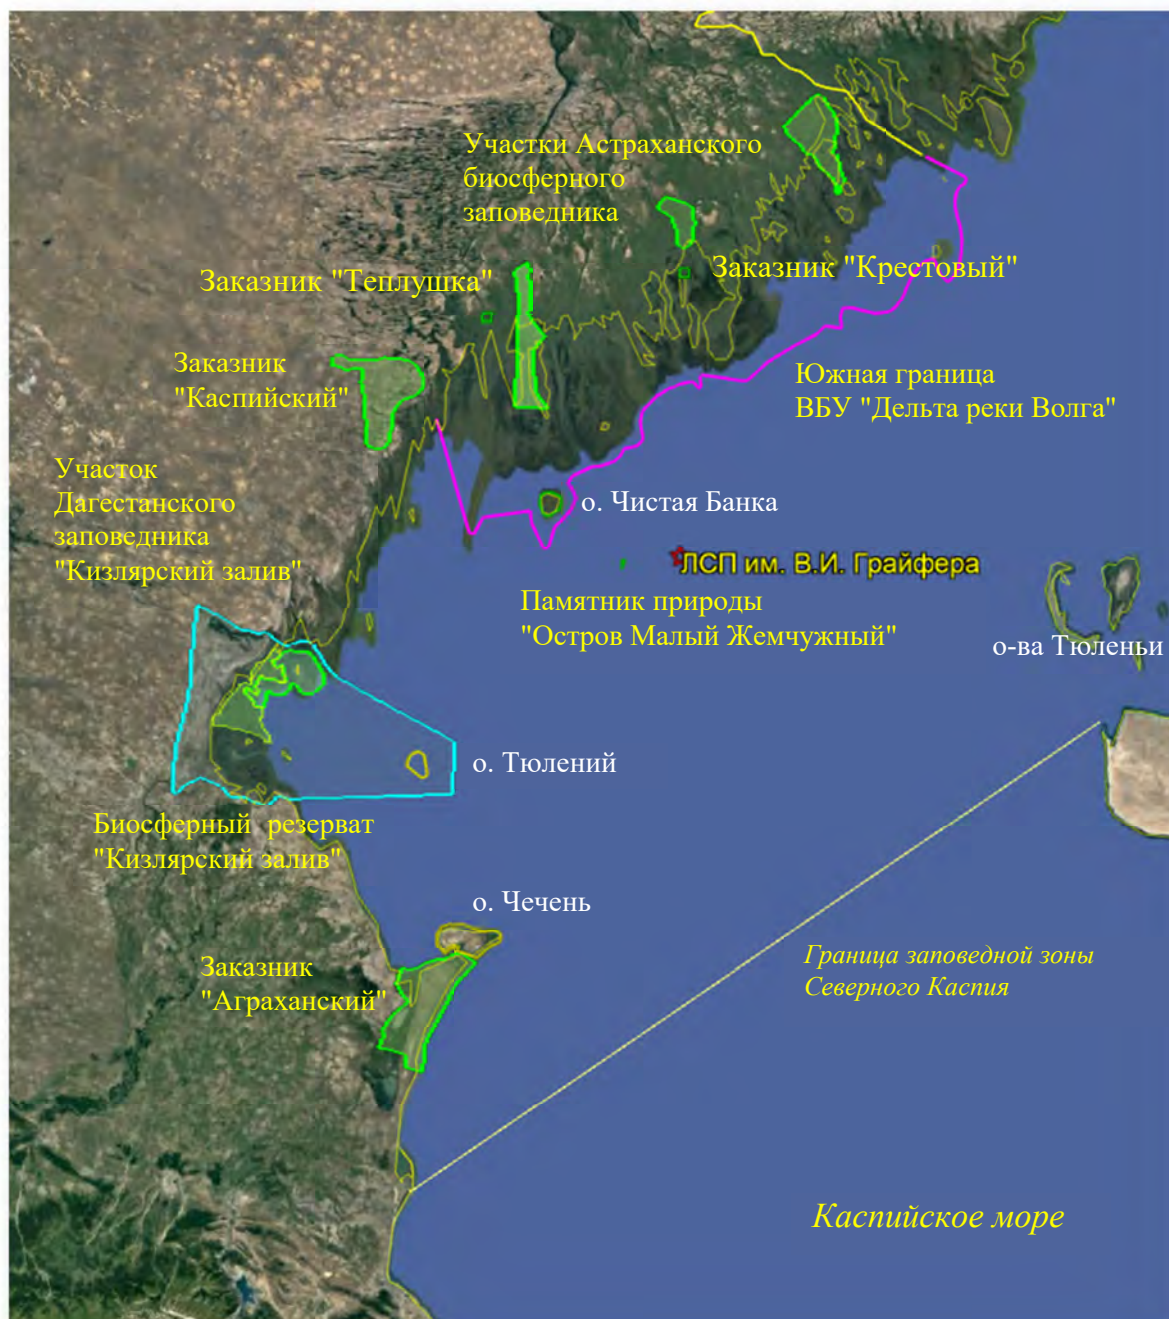 Участки Астраханского
биосферного
заповедника
Заказник "Теплушка"
Заказник "Крестовый"
Заказник
"Каспийский"
Южная граница
ВБУ "Дельта реки Волга"
Участок
Дагестанского
заповедника
"Кизлярский залив"
о. Чистая Банка
ЛСП им. В.И. Грайфера
Памятник природы
"Остров Малый Жемчужный"
о-ва Тюленьи
о. Тюлений
Биосферный резерват
"Кизлярский залив"
о. Чечень
Заказник
"Аграханский"
Граница заповедной зоны
Северного Каспия
Каспийское море